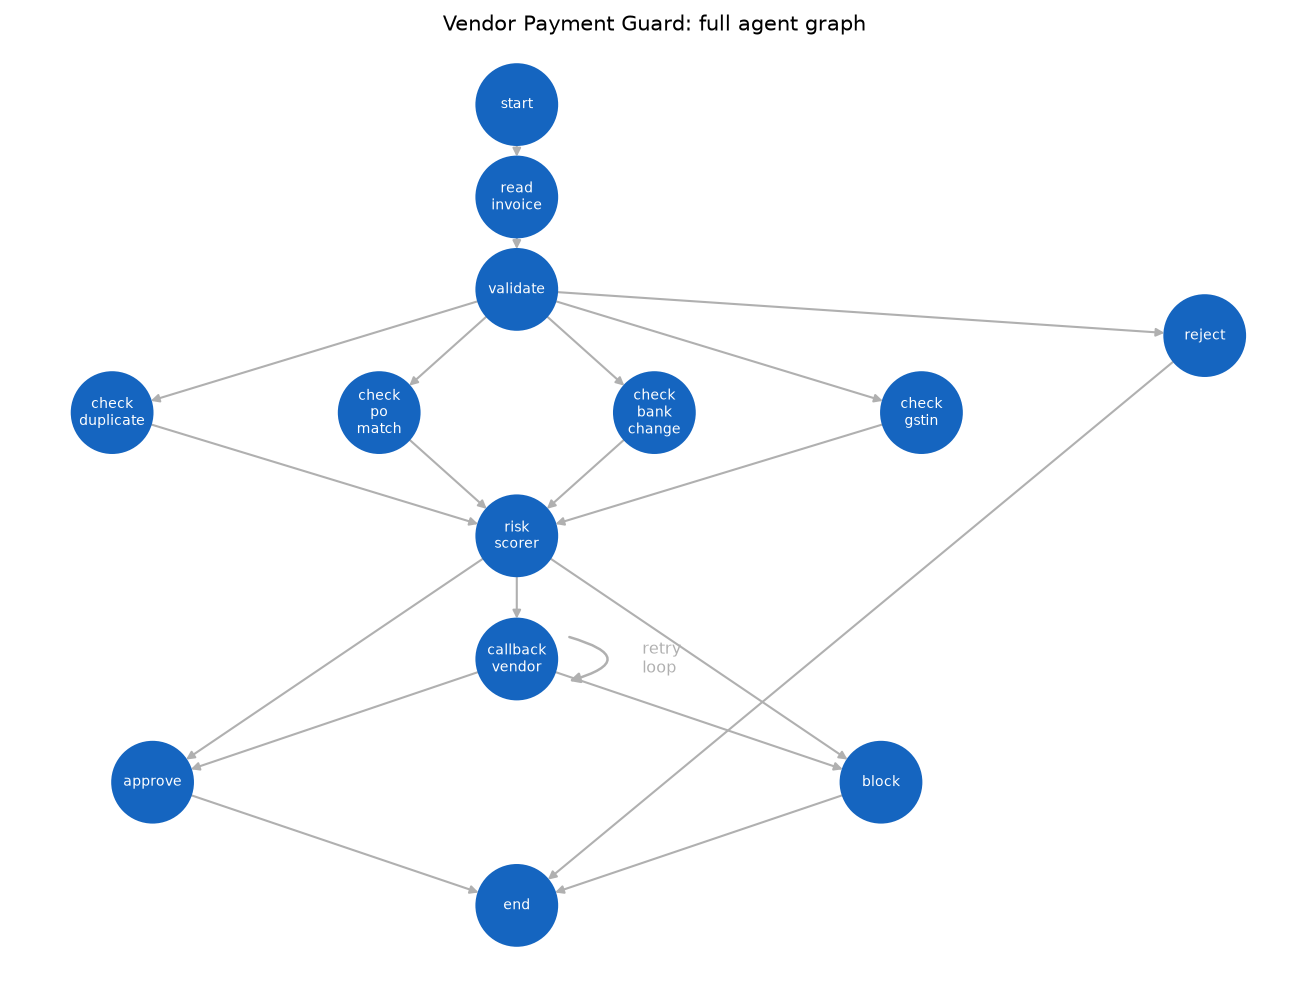 Vendor Payment Guard: full agent graph
start
read
invoice
validate
reject
check
duplicate
check
po
match
check
bank
change
check
gstin
risk
scorer
callback
vendor
retry
loop
approve
block
end